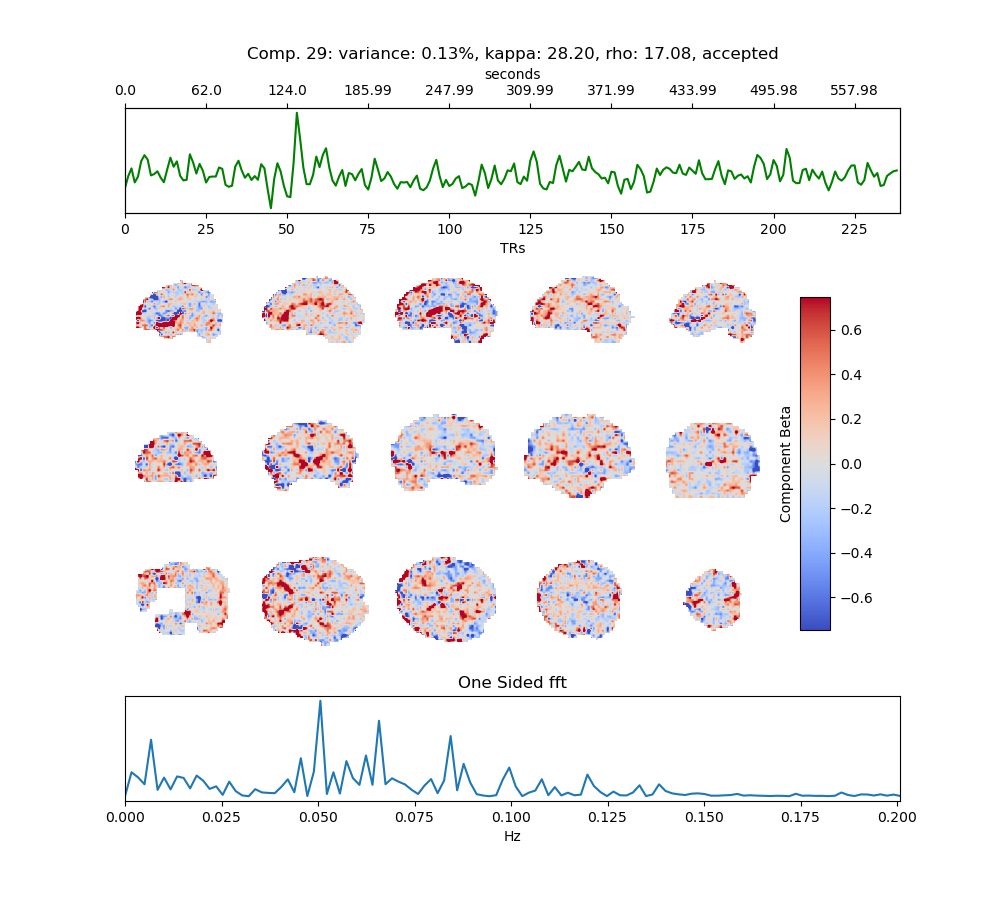 Comp. 29: variance: 0.13%, kappa: 28.20, rho: 17.08, accepted
seconds
0.0 62.0 124.0 185.99 247.99 309.99 371.99 433.99 495.98 557.98
0 25 50 75 100 125 150 175 200 225
TRs
Component Beta
0.6
0.4
0.2
0.0
−0.2
−0.4
−0.6
One Sided fft
0.000 0.025 0.050 0.075 0.100 0.125 0.150 0.175 0.200
Hz